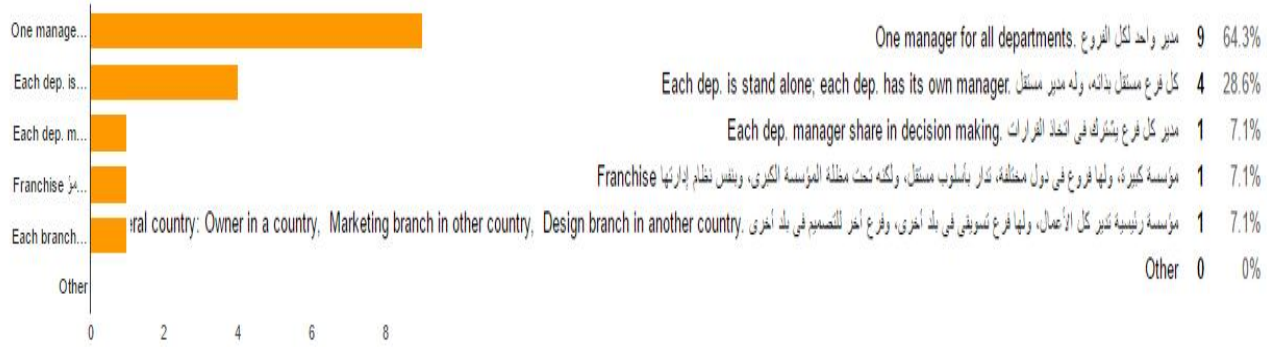 One manage...
One manager for all departments. مدير واحد لكل الفروع 9 64.3%
Each dep. is...
Each dep. is stand alone; each dep. has its own manager. كل فرع مستقل بذاته، وله مدير مستقل 4 28.6%
Each dep. m...
Each dep. manager share in decision making. مدير كل فرع يشترك في اتخاذ القرارات 1 7.1%
Franchise مؤ...
مؤسسة كبيرة، ولها فروع في دول مختلفة، تدار بأسلوب مستقل، ولكنه تحت مظلة المؤسسة الكبرى، وبنفس نظام إدارتها Franchise 1 7.1%
Each branch...
eral country: Owner in a country, Marketing branch in other country, Design branch in another country. مؤسسة رئيسية تدير كل الأعمال، ولها فرع تسويقي في بلد أخرى، وفرع آخر للتصميم في بلد أخرى 1 7.1%
Other
Other 0 0%
0 2 4 6 8